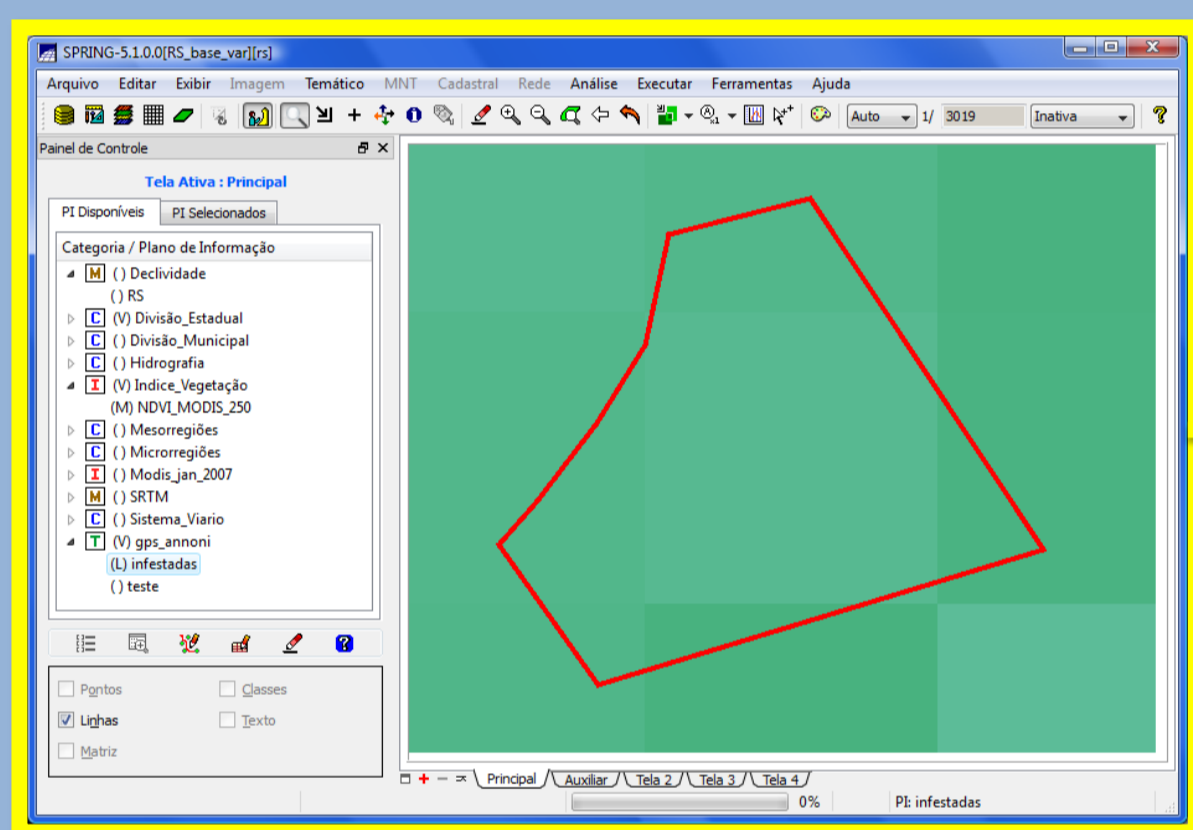 SPRING-5.1.0.0[RS_base_var][rs]
Arquivo Editar Exibir Imagem Temático MNT Cadastral Rede Análise Executar Ferramentas Ajuda
Auto 1/ 3019 Inativa
Painel de Controle
Tela Ativa : Principal
PI Disponíveis PI Selecionados
Categoria / Plano de Informação
M () Declividade
() RS
C (V) Divisão_Estadual
C () Divisão_Municipal
C () Hidrografia
I (V) Indice_Vegetação
(M) NDVI_MODIS_250
C () Mesorregiões
C () Microrregiões
I () Modis_jan_2007
M () SRTM
C () Sistema_Viario
T (V) gps_annoni
(L) infestadas
() teste
Pontos Classes
Linhas Texto
Matriz
Principal Auxiliar Tela 2 Tela 3 Tela 4
0% PI: infestadas